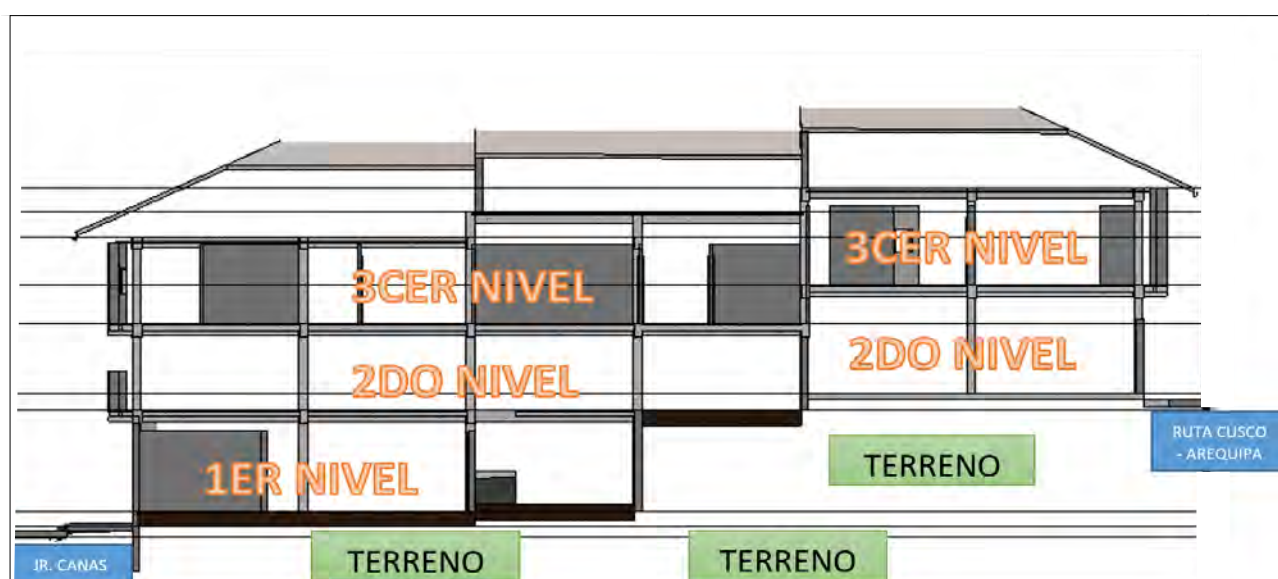 3CER NIVEL
3CER NIVEL
2DO NIVEL
2DO NIVEL
1ER NIVEL
TERRENO
RUTA CUSCO
- AREQUIPA
JR. CANAS
TERRENO
TERRENO